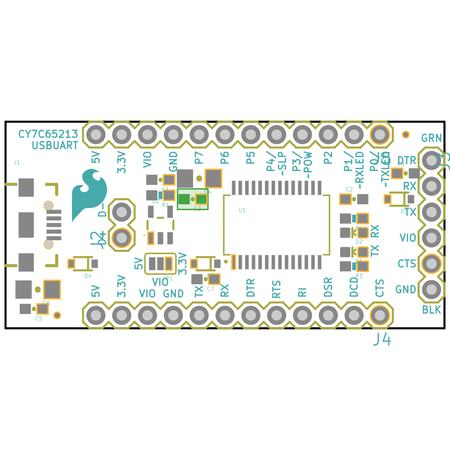 CY7C65213
USBUART
5V
3.3V
VIO
GND
P7
P6
P5
P4/
~SLP
P3/
~POW
P2
P1/
~RXLED
P0/
~TXLED
GRN
DTR
RX
TX
VIO
CTS
GND
BLK
J1
U1
C2
D2
D4
C5
D-
D+
J2
5V
3.3V
VIO
RX
TX
5V
3.3V
VIO
GND
TX
RX
DTR
RTS
RI
DSR
DCD
CTS
J4